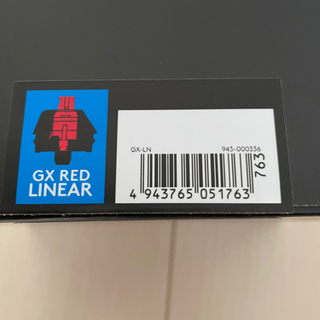 GX RED
LINEAR
GX-LN 943-000336
763
4 943765 051763